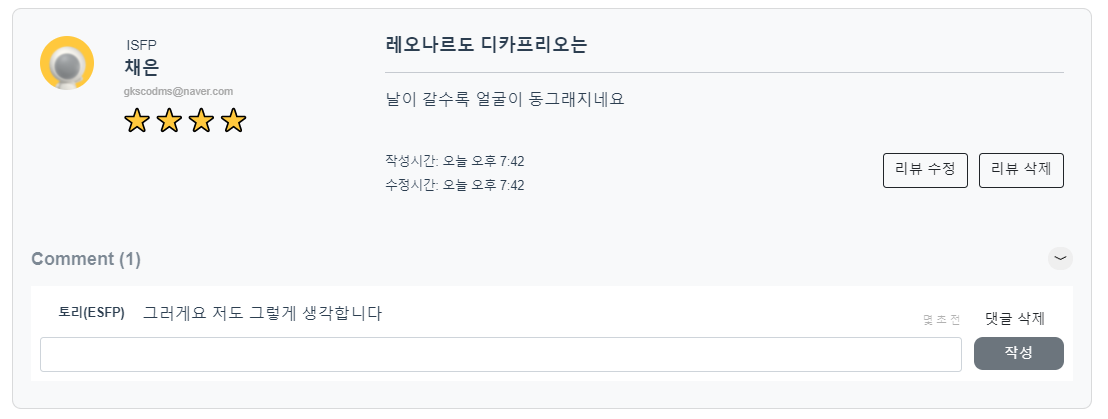 ISFP
채은
gkscodms@naver.com
레오나르도 디카프리오는
날이 갈수록 얼굴이 동그래지네요
작성시간: 오늘 오후 7:42
수정시간: 오늘 오후 7:42
리뷰 수정
리뷰 삭제
Comment (1)
토리(ESFP) 그러게요 저도 그렇게 생각합니다
몇 초 전
댓글 삭제
작성